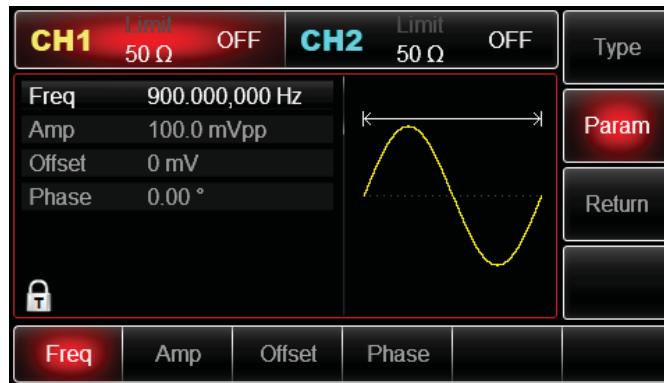 CH1 Limit OFF 50 Ω
CH2 Limit OFF 50 Ω
Type
Freq 900.000,000 Hz
Amp 100.0 mVpp
Offset 0 mV
Phase 0.00 °
T
Param
Return
Freq Amp Offset Phase